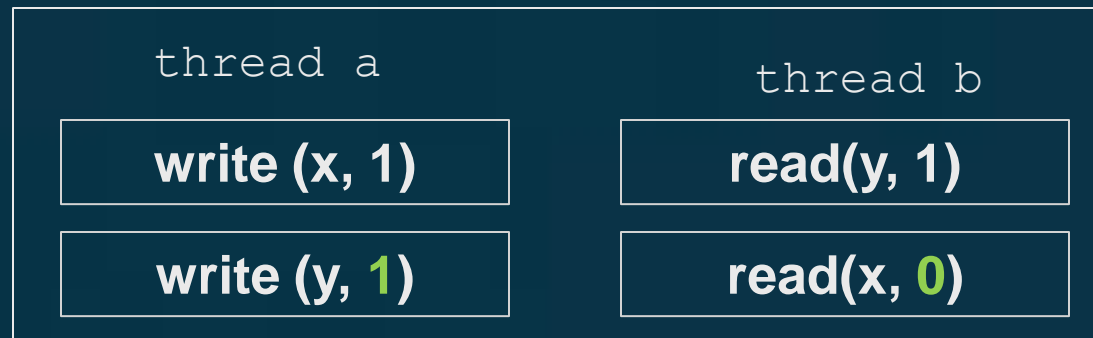 thread a
thread b
write (x, 1)
read(y, 1)
write (y, 1)
read(x, 0)